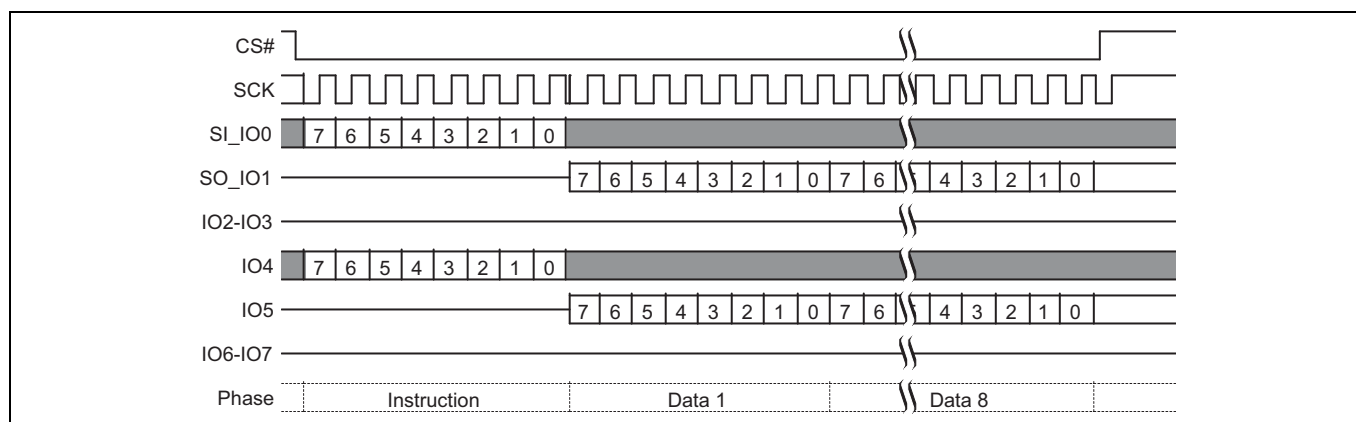 CS#
SCK
SI_IO0 7 6 5 4 3 2 1 0
SO_IO1 7 6 5 4 3 2 1 0 7 6 4 3 2 1 0
IO2-IO3
IO4 7 6 5 4 3 2 1 0
IO5 7 6 5 4 3 2 1 0 7 6 4 3 2 1 0
IO6-IO7
Phase Instruction Data 1 Data 8